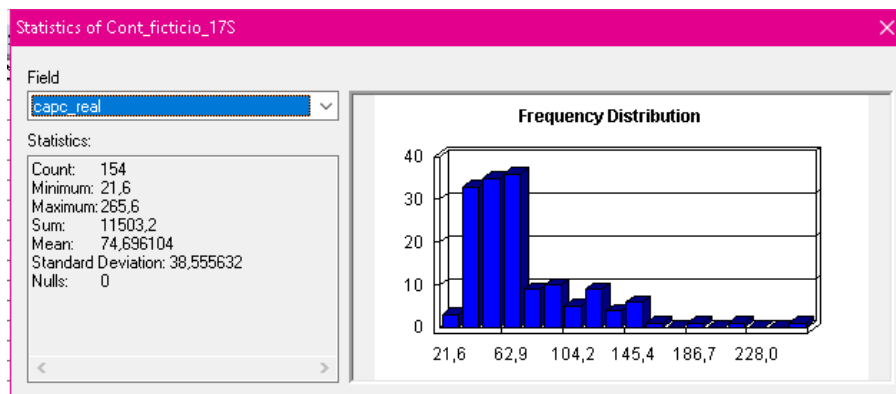 Statistics of Cont_ficticio_17S
Field
capc_real
Statistics:
Count: 154
Minimum: 21,6
Maximum: 265,6
Sum: 11503,2
Mean: 74,696104
Standard Deviation: 38,555632
Nulls: 0
Frequency Distribution
40
30
20
10
0
21,6 62,9 104,2 145,4 186,7 228,0